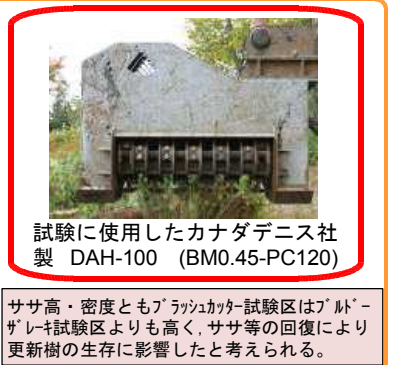 試験に使用したカナダデニス社
製 DAH-100 (BM0.45-PC120)
ササ高・密度ともﾌﾞﾗｯｼｭｶｯﾀｰ試験区はﾌﾞﾙﾄﾞｰ
ｻﾞﾚｰｷ試験区よりも高く,ササ等の回復により
更新樹の生存に影響したと考えられる。